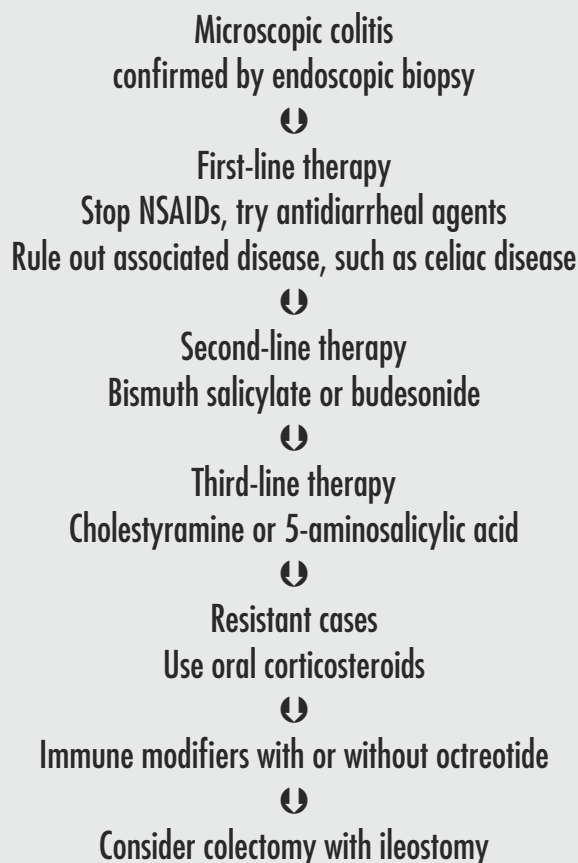 Microscopic colitis
confirmed by endoscopic biopsy
First-line therapy
Stop NSAIDs, try antidiarrheal agents
Rule out associated disease, such as celiac disease
Second-line therapy
Bismuth salicylate or budesonide
Third-line therapy
Cholestyramine or 5-aminosalicylic acid
Resistant cases
Use oral corticosteroids
Immune modifiers with or without octreotide
Consider colectomy with ileostomy